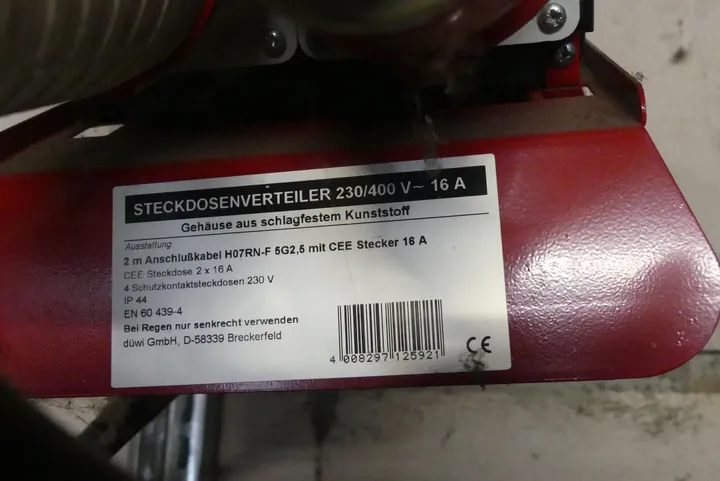 STECKDOSENVERTEILER 230/400 V~ 16 A
Gehäuse aus schlagfestem Kunststoff
Ausstattung
2 m Anschlußkabel H07RN-F 5G2,5 mit CEE Stecker 16 A
CEE Steckdose 2 x 16 A
4 Schutzkontaktsteckdosen 230 V
IP 44
EN 60 439-4
Bei Regen nur senkrecht verwenden
düwi GmbH, D-58339 Breckerfeld
4 008297 125921
CE